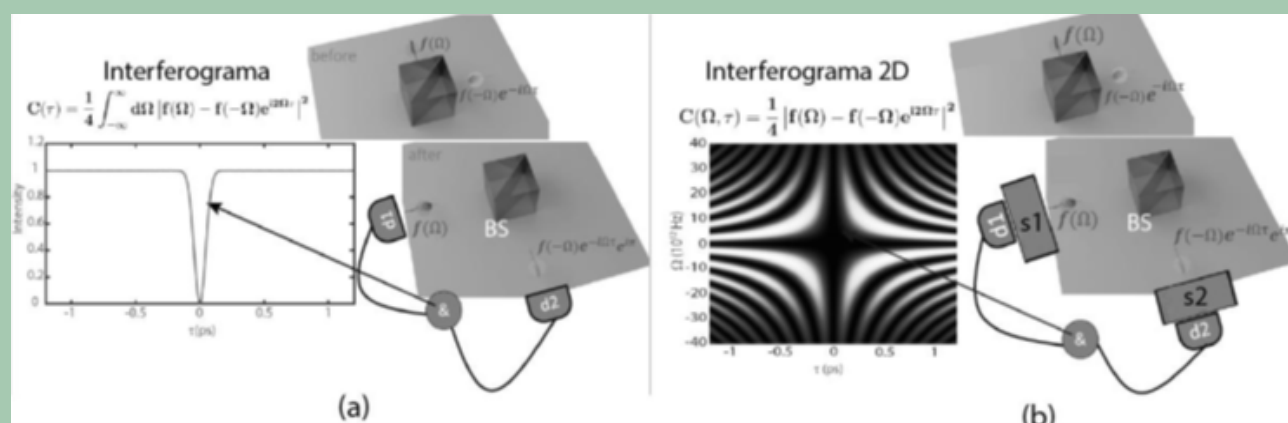 before
f(Ω)
Interferograma
f(-Ω)e^{-iΩτ}
C(τ) = 1/4 ∫_{-∞}^{∞} dΩ |f(Ω) - f(-Ω)e^{i2Ωτ}|²
after
1.2
1
0.8
0.6
0.4
0.2
0
Intensity
-1 -0.5 0 0.5 1
τ(ps)
d1
f(Ω)
BS
f(-Ω)e^{-iΩτ}e^{iπ}
&
d2
(a)
f(Ω)
Interferograma 2D
f(-Ω)e^{-iΩτ}
C(Ω, τ) = 1/4 |f(Ω) - f(-Ω)e^{i2Ωτ}|²
40
30
20
10
0
-10
-20
-30
-40
Ω (10¹² Hz)
-1 -0.5 0 0.5 1
τ (ps)
d1
s1
f(Ω)
BS
f(-Ω)e^{-iΩτ}
s2
d2
&
(b)